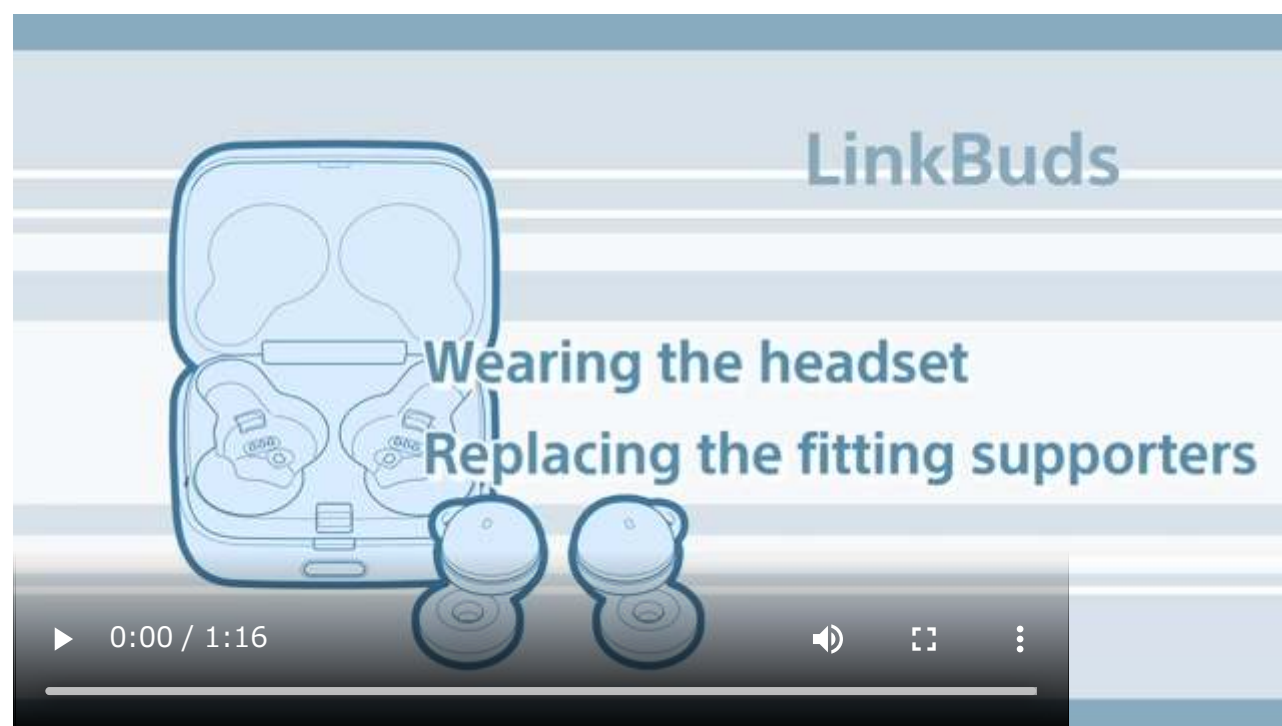 LinkBuds
Wearing the headset
Replacing the fitting supporters
0:00 / 1:16